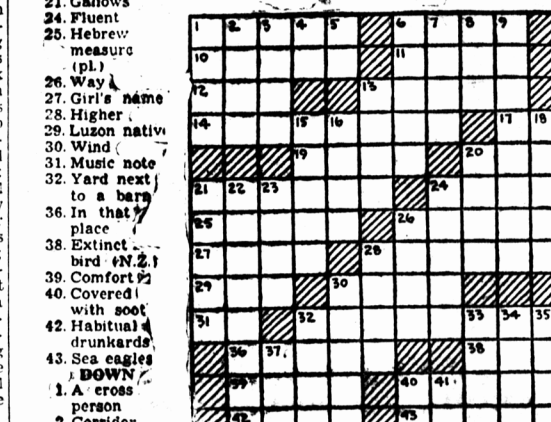 21. Gallows
24. Fluent
25. Hebrew
measure
(pl.)
26. Way
27. Girl's name
28. Higher
29. Luzon native
30. Wind
31. Music note
32. Yard next
to a barn
36. In that
place
38. Extinct
bird (N.Z.)
39. Comfort
40. Covered
with soot
42. Habitual
drunkards
43. Sea eagles
DOWN
1. A cross
person
2. Corridor
1 2 3 4 5 6 7 8 9
10 11
12 13
14 15 16 17 18
19 20
21 22 23 24
25 26
27 28
29 30
31 32 33 34 35
36 37 38
39 40 41
42 43